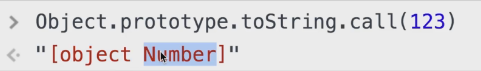 > Object.prototype.toString.call(123)
<· "[object Number]"